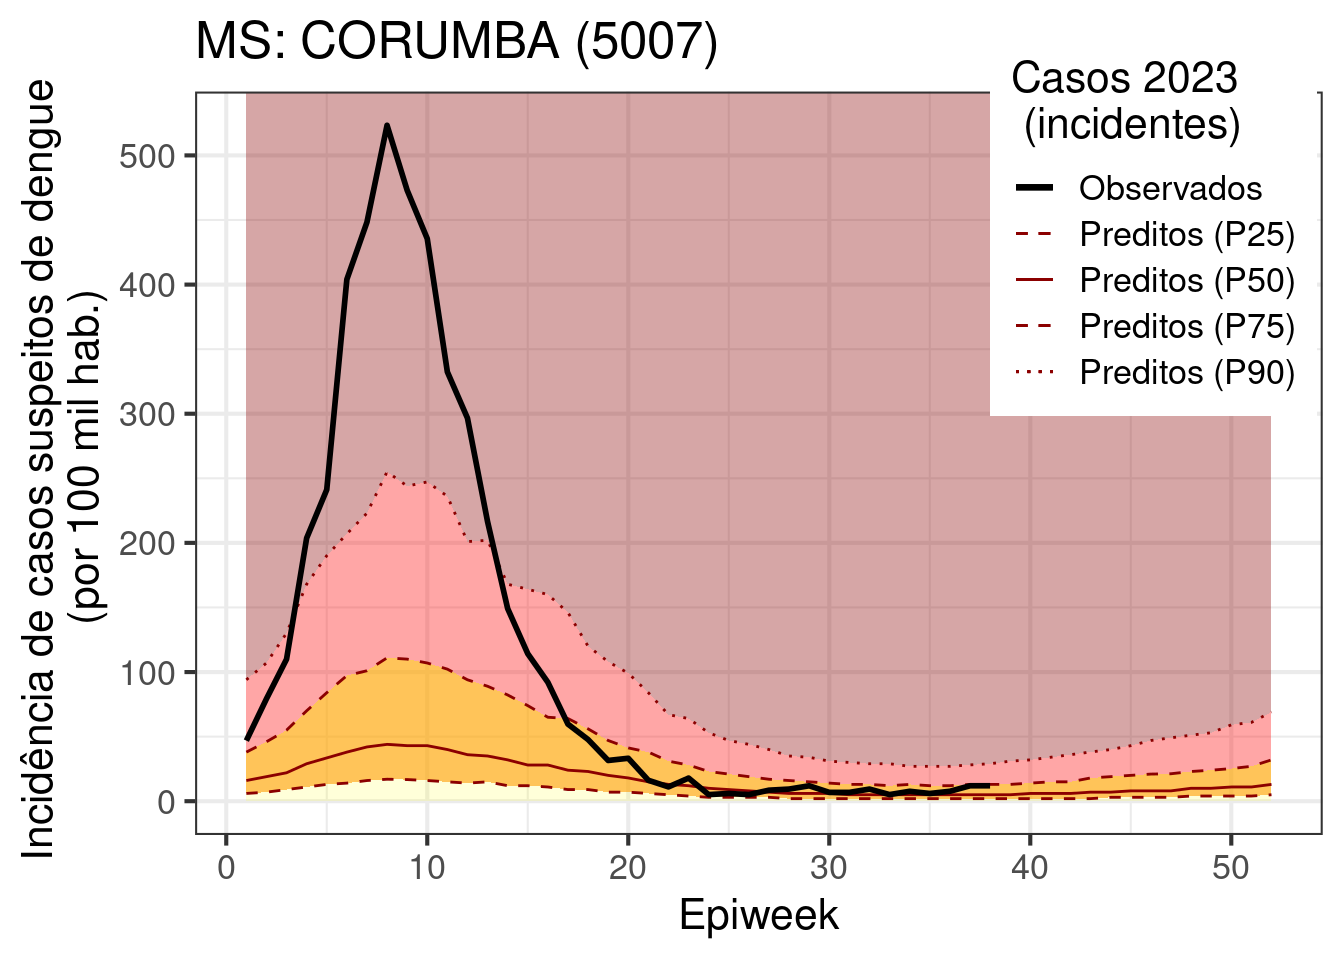 MS: CORUMBA (5007)
Casos 2023
(incidentes)
Observados
Preditos (P25)
Preditos (P50)
Preditos (P75)
Preditos (P90)
Incidência de casos suspeitos de dengue
(por 100 mil hab.)
500
400
300
200
100
0
0 10 20 30 40 50
Epiweek